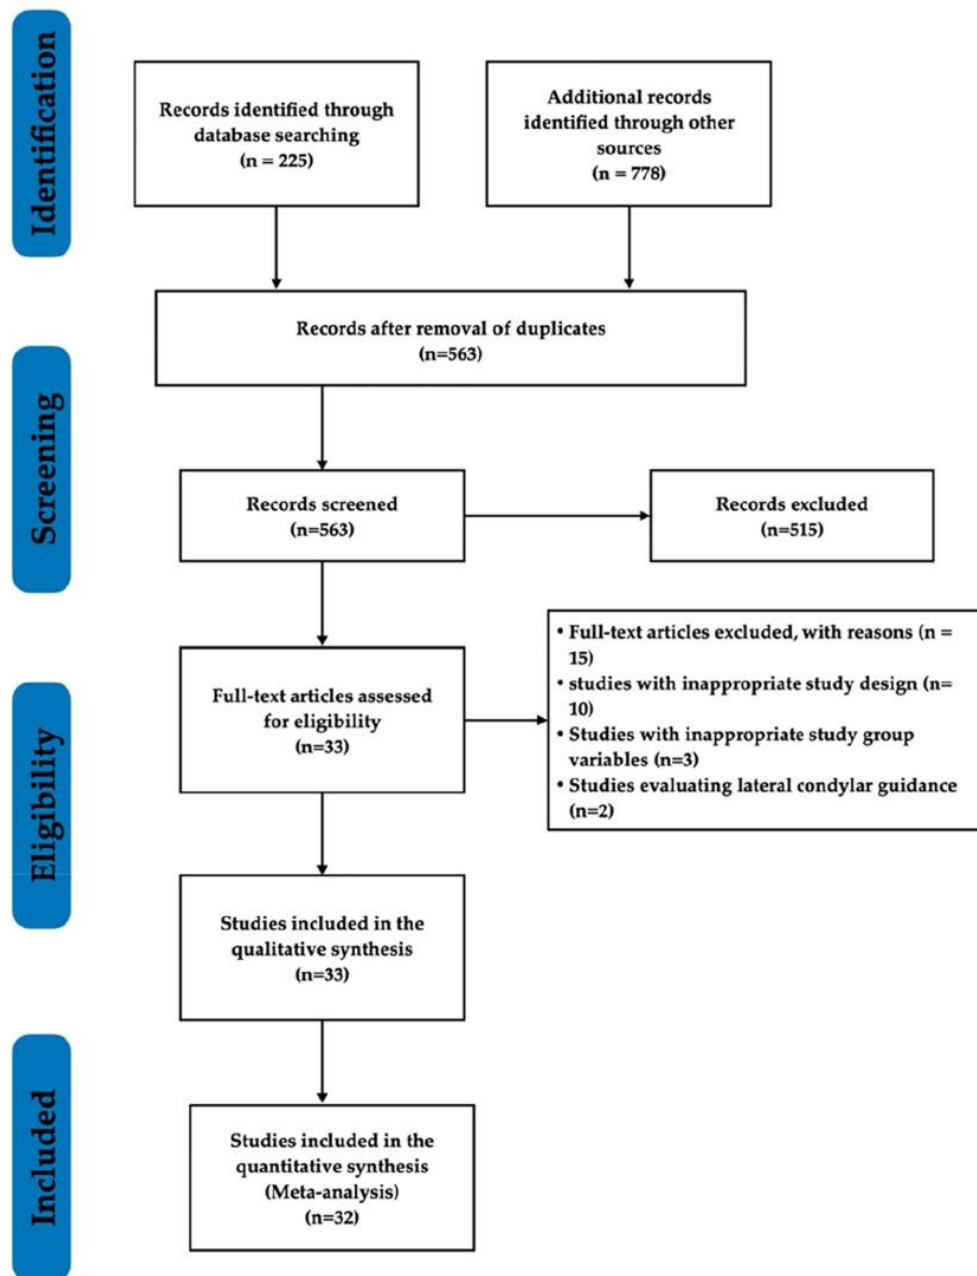 Identification
Records identified through
database searching
(n = 225)
Additional records
identified through other
sources
(n = 778)
Records after removal of duplicates
(n=563)
Screening
Records screened
(n=563)
Records excluded
(n=515)
Eligibility
Full-text articles assessed
for eligibility
(n=33)
• Full-text articles excluded, with reasons (n =
15)
• studies with inappropriate study design (n=
10)
• Studies with inappropriate study group
variables (n=3)
• Studies evaluating lateral condylar guidance
(n=2)
Studies included in the
qualitative synthesis
(n=33)
Included
Studies included in the
quantitative synthesis
(Meta-analysis)
(n=32)